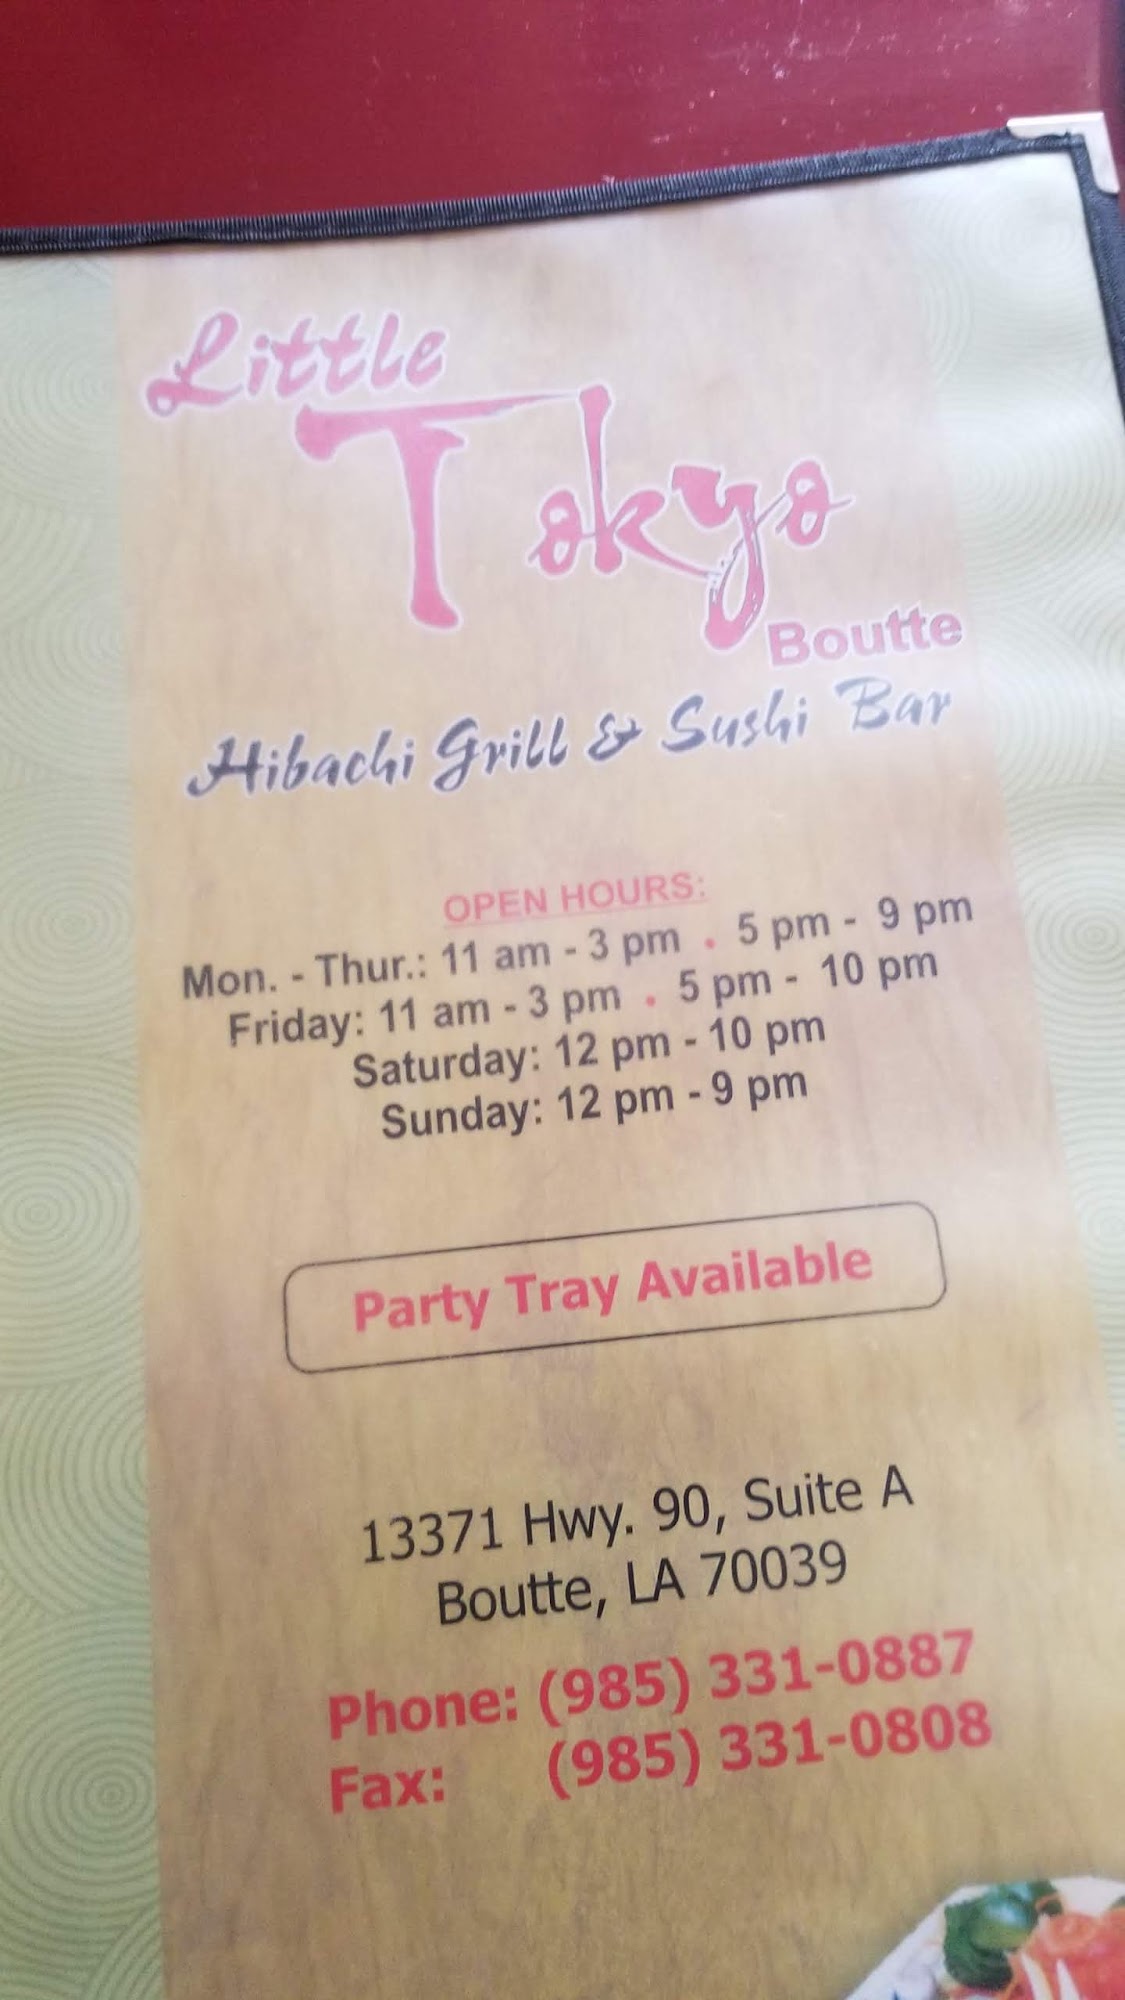 Little
Tokyo
Boutte
Hibachi Grill & Sushi Bar
OPEN HOURS:
Mon. - Thur.: 11 am - 3 pm . 5 pm - 9 pm
Friday: 11 am - 3 pm . 5 pm - 10 pm
Saturday: 12 pm - 10 pm
Sunday: 12 pm - 9 pm
Party Tray Available
13371 Hwy. 90, Suite A
Boutte, LA 70039
Phone: (985) 331-0887
Fax: (985) 331-0808